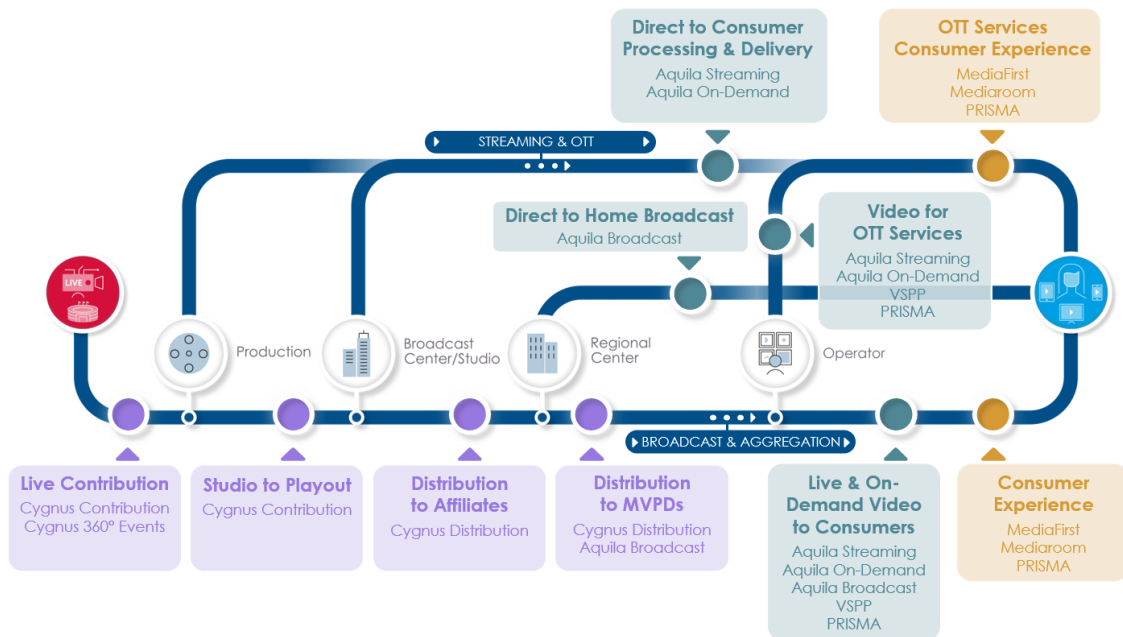 Direct to Consumer
Processing & Delivery
Aquila Streaming
Aquila On-Demand
OTT Services
Consumer Experience
MediaFirst
Mediaroom
PRISMA
STREAMING & OTT
Direct to Home Broadcast
Aquila Broadcast
Video for
OTT Services
Aquila Streaming
Aquila On-Demand
VSPP
PRISMA
LIVE
Production
Broadcast
Center/Studio
Regional
Center
Operator
BROADCAST & AGGREGATION
Live Contribution
Cygnus Contribution
Cygnus 360° Events
Studio to Playout
Cygnus Contribution
Distribution
to Affiliates
Cygnus Distribution
Distribution
to MVPDs
Cygnus Distribution
Aquila Broadcast
Live & On-
Demand Video
to Consumers
Aquila Streaming
Aquila On-Demand
Aquila Broadcast
VSPP
PRISMA
Consumer
Experience
MediaFirst
Mediaroom
PRISMA